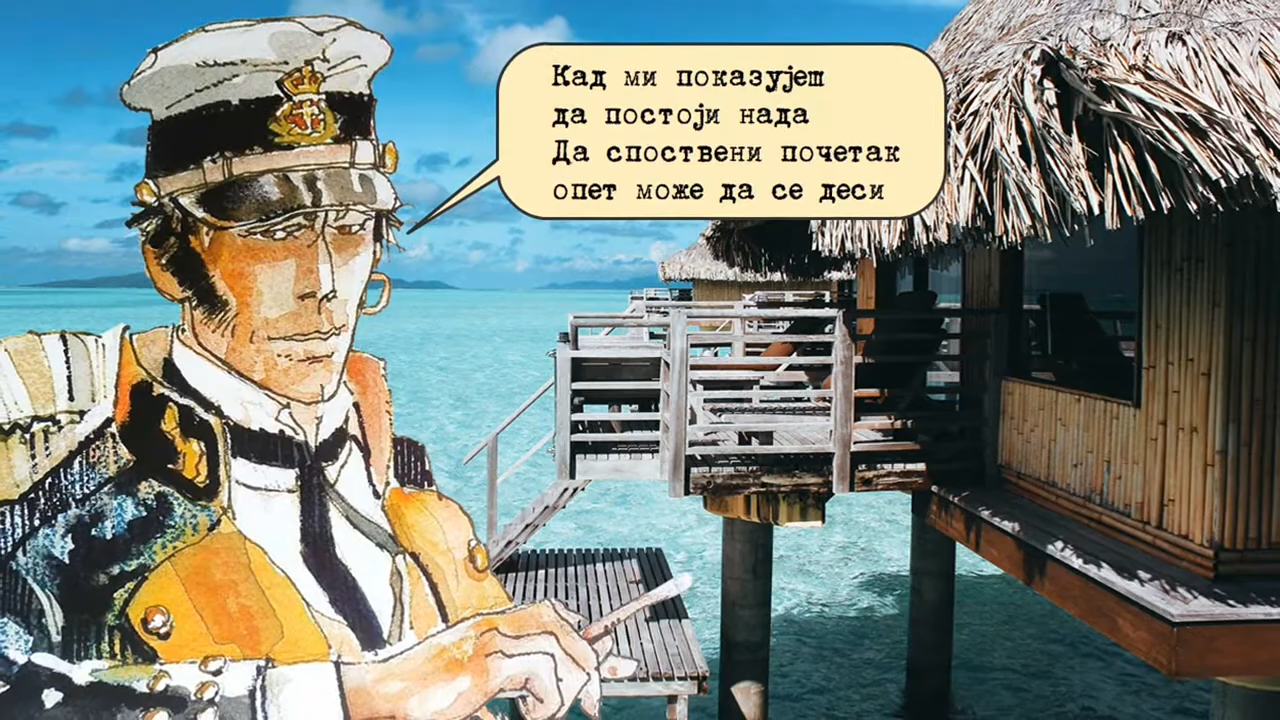 Кад ми показујеш
да постоји нада
Да споствени почетак
опет може да се деси